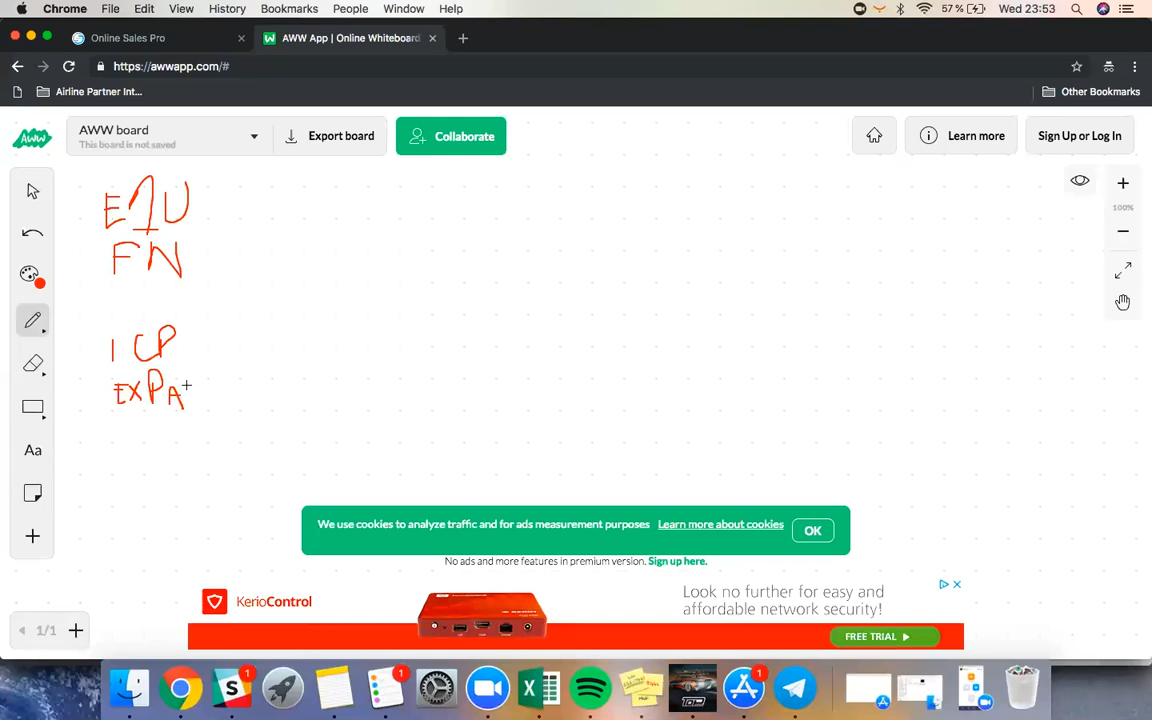 Chrome File Edit View History Bookmarks People Window Help 57% Wed 23:53
Online Sales Pro AWW App | Online Whiteboard
https://awwapp.com/#
Airline Partner Int... Other Bookmarks
AWW AWW board Export board Collaborate Learn more Sign Up or Log In
This board is not saved
E1U
100%
FN
ICP
EXPA
Aa
We use cookies to analyze traffic and for ads measurement purposes Learn more about cookies OK
No ads and more features in premium version. Sign up here.
KerioControl Look no further for easy and
affordable network security!
1/1
FREE TRIAL
1 1 1